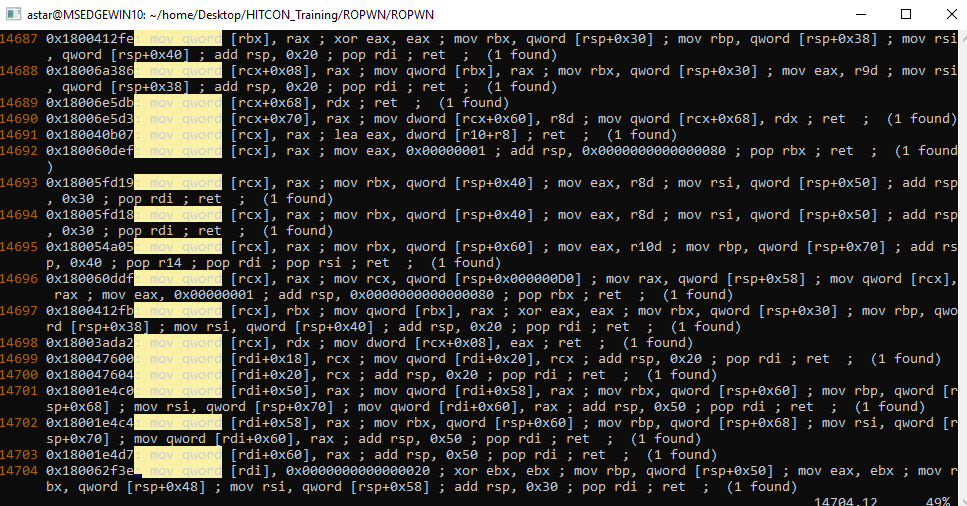 astar@MSEDGEWIN10: ~/home/Desktop/HITCON_Training/ROPWN/ROPWN
14687 0x1800412fe: mov qword [rbx], rax ; xor eax, eax ; mov rbx, qword [rsp+0x30] ; mov rbp, qword [rsp+0x38] ; mov rsi
, qword [rsp+0x40] ; add rsp, 0x20 ; pop rdi ; ret  ;  (1 found)
14688 0x18006a386: mov qword [rcx+0x08], rax ; mov qword [rbx], rax ; mov rbx, qword [rsp+0x30] ; mov eax, r9d ; mov rsi
, qword [rsp+0x38] ; add rsp, 0x20 ; pop rdi ; ret  ;  (1 found)
14689 0x18006e5db: mov qword [rcx+0x68], rdx ; ret  ;  (1 found)
14690 0x18006e5d3: mov qword [rcx+0x70], rax ; mov dword [rcx+0x60], r8d ; mov qword [rcx+0x68], rdx ; ret  ;  (1 found)
14691 0x180040b07: mov qword [rcx], rax ; lea eax, dword [r10+r8] ; ret  ;  (1 found)
14692 0x180060def: mov qword [rcx], rax ; mov eax, 0x00000001 ; add rsp, 0x0000000000000080 ; pop rbx ; ret  ;  (1 found
)
14693 0x18005fd19: mov qword [rcx], rax ; mov rbx, qword [rsp+0x40] ; mov eax, r8d ; mov rsi, qword [rsp+0x50] ; add rsp
, 0x30 ; pop rdi ; ret  ;  (1 found)
14694 0x18005fd18: mov qword [rcx], rax ; mov rbx, qword [rsp+0x40] ; mov eax, r8d ; mov rsi, qword [rsp+0x50] ; add rsp
, 0x30 ; pop rdi ; ret  ;  (1 found)
14695 0x180054a05: mov qword [rcx], rax ; mov rbx, qword [rsp+0x60] ; mov eax, r10d ; mov rbp, qword [rsp+0x70] ; add rs
p, 0x40 ; pop r14 ; pop rdi ; pop rsi ; ret  ;  (1 found)
14696 0x180060ddf: mov qword [rcx], rax ; mov rcx, qword [rsp+0x000000D0] ; mov rax, qword [rsp+0x58] ; mov qword [rcx],
rax ; mov eax, 0x00000001 ; add rsp, 0x0000000000000080 ; pop rbx ; ret  ;  (1 found)
14697 0x1800412fb: mov qword [rcx], rbx ; mov qword [rbx], rax ; xor eax, eax ; mov rbx, qword [rsp+0x30] ; mov rbp, qwo
rd [rsp+0x38] ; mov rsi, qword [rsp+0x40] ; add rsp, 0x20 ; pop rdi ; ret  ;  (1 found)
14698 0x18003ada2: mov qword [rcx], rdx ; mov dword [rcx+0x08], eax ; ret  ;  (1 found)
14699 0x180047600: mov qword [rdi+0x18], rcx ; mov qword [rdi+0x20], rcx ; add rsp, 0x20 ; pop rdi ; ret  ;  (1 found)
14700 0x180047604: mov qword [rdi+0x20], rcx ; add rsp, 0x20 ; pop rdi ; ret  ;  (1 found)
14701 0x18001e4c0: mov qword [rdi+0x50], rax ; mov qword [rdi+0x58], rax ; mov rbx, qword [rsp+0x60] ; mov rbp, qword [r
sp+0x68] ; mov rsi, qword [rsp+0x70] ; mov qword [rdi+0x60], rax ; add rsp, 0x50 ; pop rdi ; ret  ;  (1 found)
14702 0x18001e4c4: mov qword [rdi+0x58], rax ; mov rbx, qword [rsp+0x60] ; mov rbp, qword [rsp+0x68] ; mov rsi, qword [r
sp+0x70] ; mov qword [rdi+0x60], rax ; add rsp, 0x50 ; pop rdi ; ret  ;  (1 found)
14703 0x18001e4d7: mov qword [rdi+0x60], rax ; add rsp, 0x50 ; pop rdi ; ret  ;  (1 found)
14704 0x180062f3e: mov qword [rdi], 0x0000000000000020 ; xor ebx, ebx ; mov rbp, qword [rsp+0x50] ; mov eax, ebx ; mov r
bx, qword [rsp+0x48] ; mov rsi, qword [rsp+0x58] ; add rsp, 0x30 ; pop rdi ; ret  ;  (1 found)
14704,12 49%